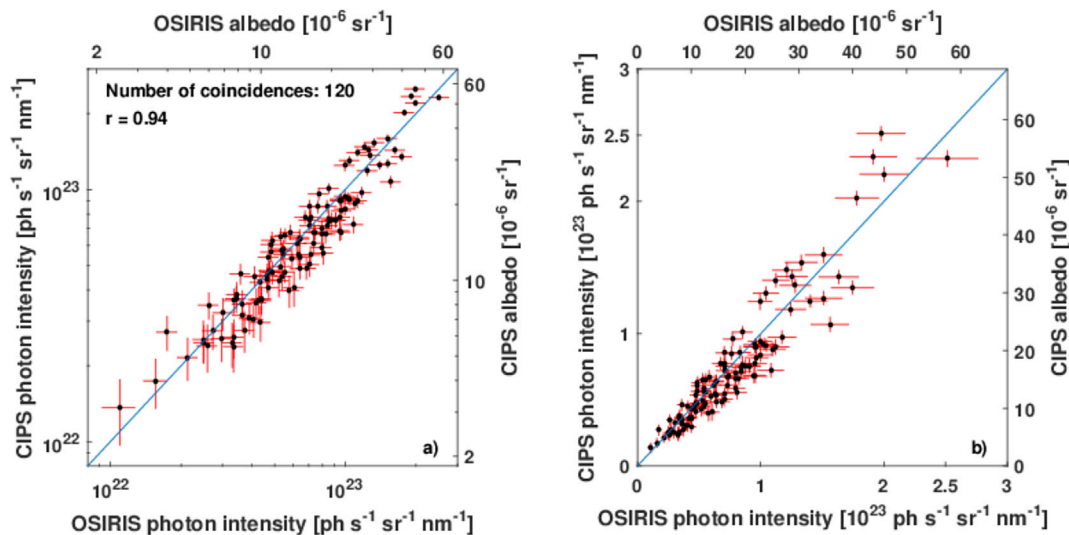 OSIRIS albedo [10⁻⁶ sr⁻¹]
2 10 60
Number of coincidences: 120
r = 0.94
CIPS photon intensity [ph s⁻¹ sr⁻¹ nm⁻¹]
10²³
10²²
60
10
2
CIPS albedo [10⁻⁶ sr⁻¹]
a)
10²² 10²³
OSIRIS photon intensity [ph s⁻¹ sr⁻¹ nm⁻¹]
OSIRIS albedo [10⁻⁶ sr⁻¹]
0 10 20 30 40 50 60
CIPS photon intensity [10²³ ph s⁻¹ sr⁻¹ nm⁻¹]
3
2.5
2
1
0
60
50
40
30
20
10
0
CIPS albedo [10⁻⁶ sr⁻¹]
b)
0 1 2 2.5 3
OSIRIS photon intensity [10²³ ph s⁻¹ sr⁻¹ nm⁻¹]